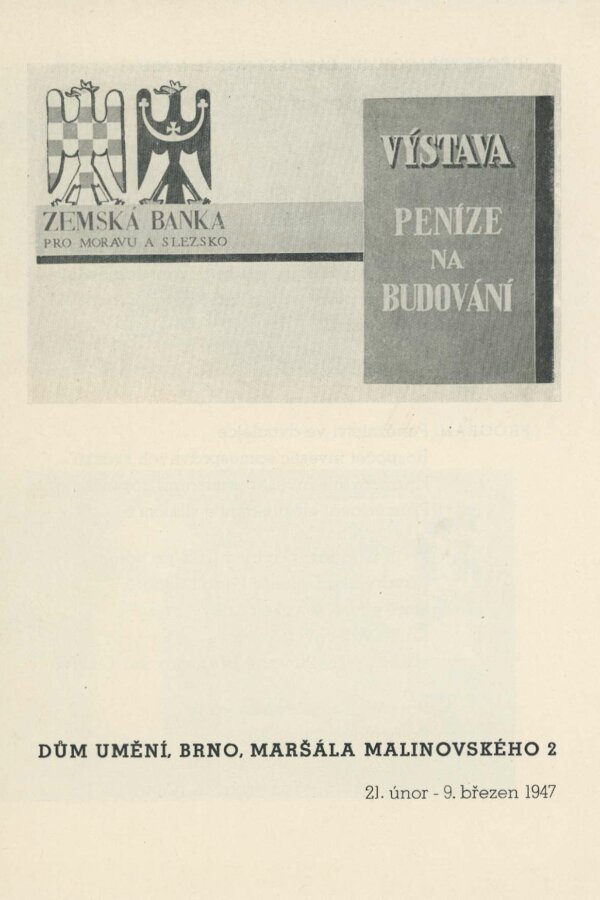 ZEMSKÁ BANKA
PRO MORAVU A SLEZSKO
VÝSTAVA
PENÍZE
NA
BUDOVÁNÍ
DŮM UMĚNÍ, BRNO, MARŠÁLA MALINOVSKÉHO 2
21. únor - 9. březen 1947